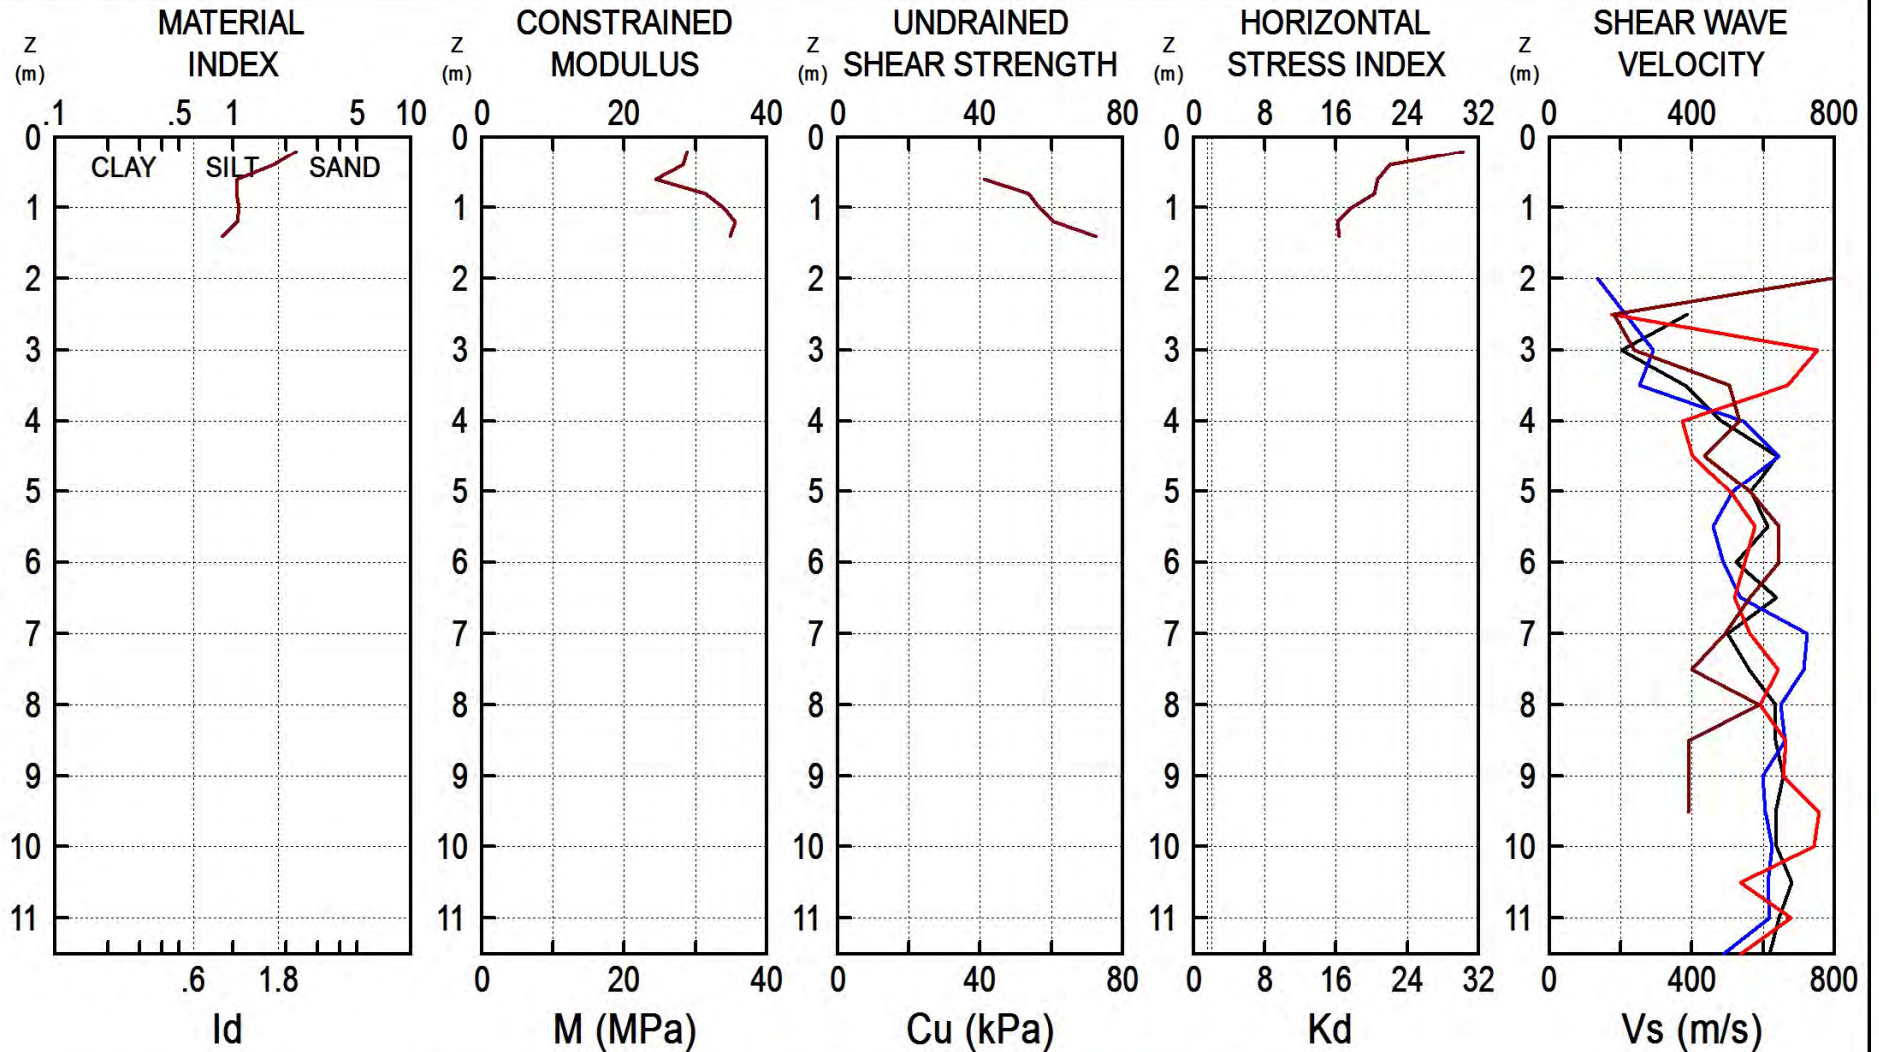 MATERIAL
INDEX
Z
(m)
.1 .5 1 5 10
CLAY SILT SAND
0
1
2
3
4
5
6
7
8
9
10
11
.6 1.8
Id
CONSTRAINED
MODULUS
Z
(m)
0 20 40
0
1
2
3
4
5
6
7
8
9
10
11
0 20 40
M (MPa)
UNDRAINED
SHEAR STRENGTH
Z
(m)
0 40 80
0
1
2
3
4
5
6
7
8
9
10
11
0 40 80
Cu (kPa)
HORIZONTAL
STRESS INDEX
Z
(m)
0 8 16 24 32
0
1
2
3
4
5
6
7
8
9
10
11
0 8 16 24 32
Kd
SHEAR WAVE
VELOCITY
Z
(m)
0 400 800
0
1
2
3
4
5
6
7
8
9
10
11
0 400 800
Vs (m/s)